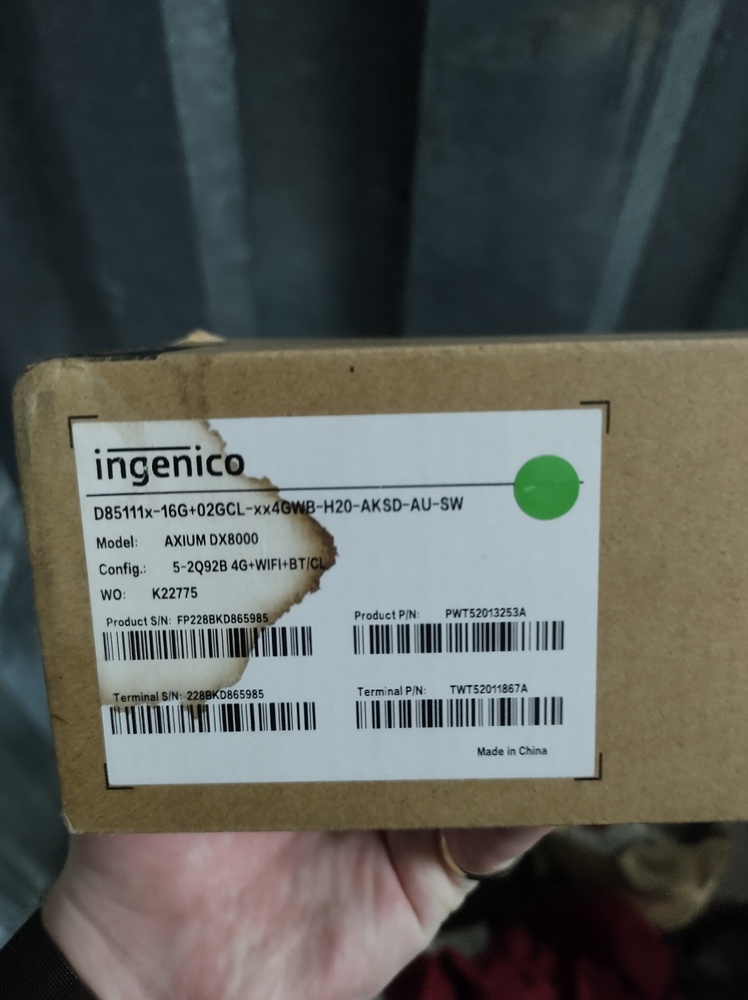 ingenico
D85111x-16G+02GCL-xx4GWB-H20-AKSD-AU-SW
Model: AXIUM DX8000
Config.: 5-2Q92B 4G+WIFI+BT/CL
WO: K22775
Product S/N: FP228BKD865985
Product P/N: PWT52013253A
Terminal S/N: 228BKD865985
Terminal P/N: TWT52011867A
Made in China